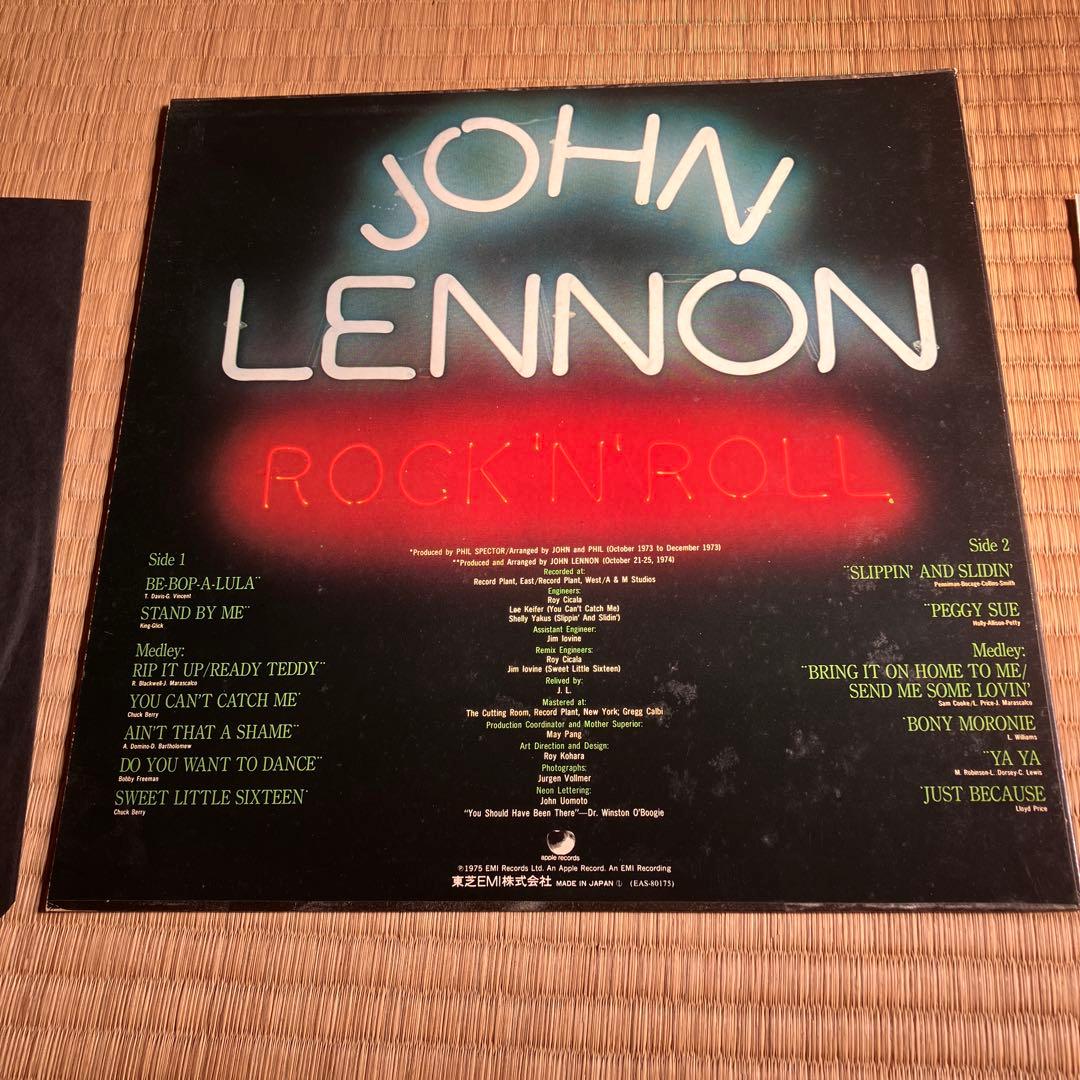 JOHN
LENNON
ROCK 'N' ROLL
*Produced by PHIL SPECTOR/Arranged by JOHN and PHIL (October 1973 to December 1973)
**Produced and Arranged by JOHN LENNON (October 21-25, 1974)
Side 1
BE-BOP-A-LULA**
T. Davis-G. Vincent
STAND BY ME**
King-Glick
Medley:
RIP IT UP/READY TEDDY**
R. Blackwell-J. Marascalco
YOU CAN'T CATCH ME*
Chuck Berry
AIN'T THAT A SHAME**
A. Domino-D. Bartholomew
DO YOU WANT TO DANCE**
Bobby Freeman
SWEET LITTLE SIXTEEN*
Chuck Berry
Recorded at:
Record Plant, East/Record Plant, West/A & M Studios
Engineers:
Roy Cicala
Lee Keifer (You Can't Catch Me)
Shelly Yakus (Slippin' And Slidin')
Assistant Engineer:
Jim Iovine
Remix Engineers:
Roy Cicala
Jim Iovine (Sweet Little Sixteen)
Relived by:
J. L.
Mastered at:
The Cutting Room, Record Plant, New York; Gregg Calbi
Production Coordinator and Mother Superior:
May Pang
Art Direction and Design:
Roy Kohara
Photographs:
Jurgen Vollmer
Neon Lettering:
John Uomoto
"You Should Have Been There"—Dr. Winston O'Boogie
Side 2
**SLIPPIN' AND SLIDIN'
Penniman-Bocage-Collins-Smith
**PEGGY SUE
Holly-Allison-Petty
Medley:
**BRING IT ON HOME TO ME/
SEND ME SOME LOVIN'
Sam Cooke/L. Price-J. Marascalco
*BONY MORONIE
L. Williams
**YA YA
M. Robinson-L. Dorsey-C. Lewis
*JUST BECAUSE
Lloyd Price
apple records
℗1975 EMI Records Ltd. An Apple Record. An EMI Recording
東芝EMI株式会社 MADE IN JAPAN Ⓛ (EAS-80175)